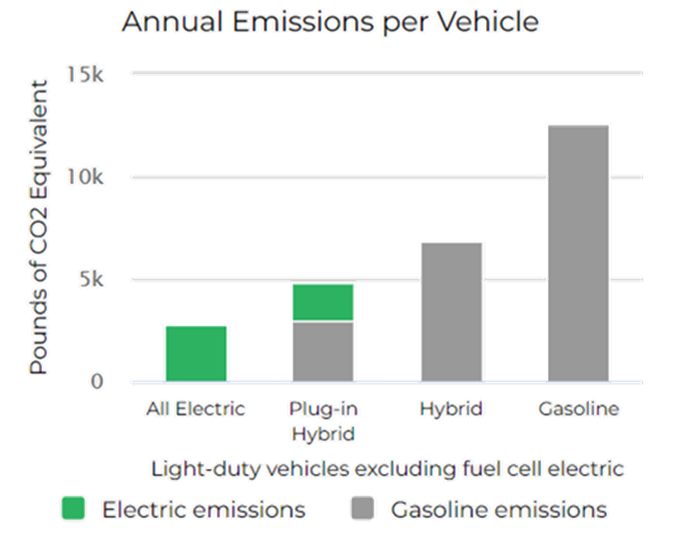 Annual Emissions per Vehicle
Pounds of CO2 Equivalent
15k
10k
5k
0
All Electric
Plug-in
Hybrid
Hybrid
Gasoline
Light-duty vehicles excluding fuel cell electric
Electric emissions
Gasoline emissions